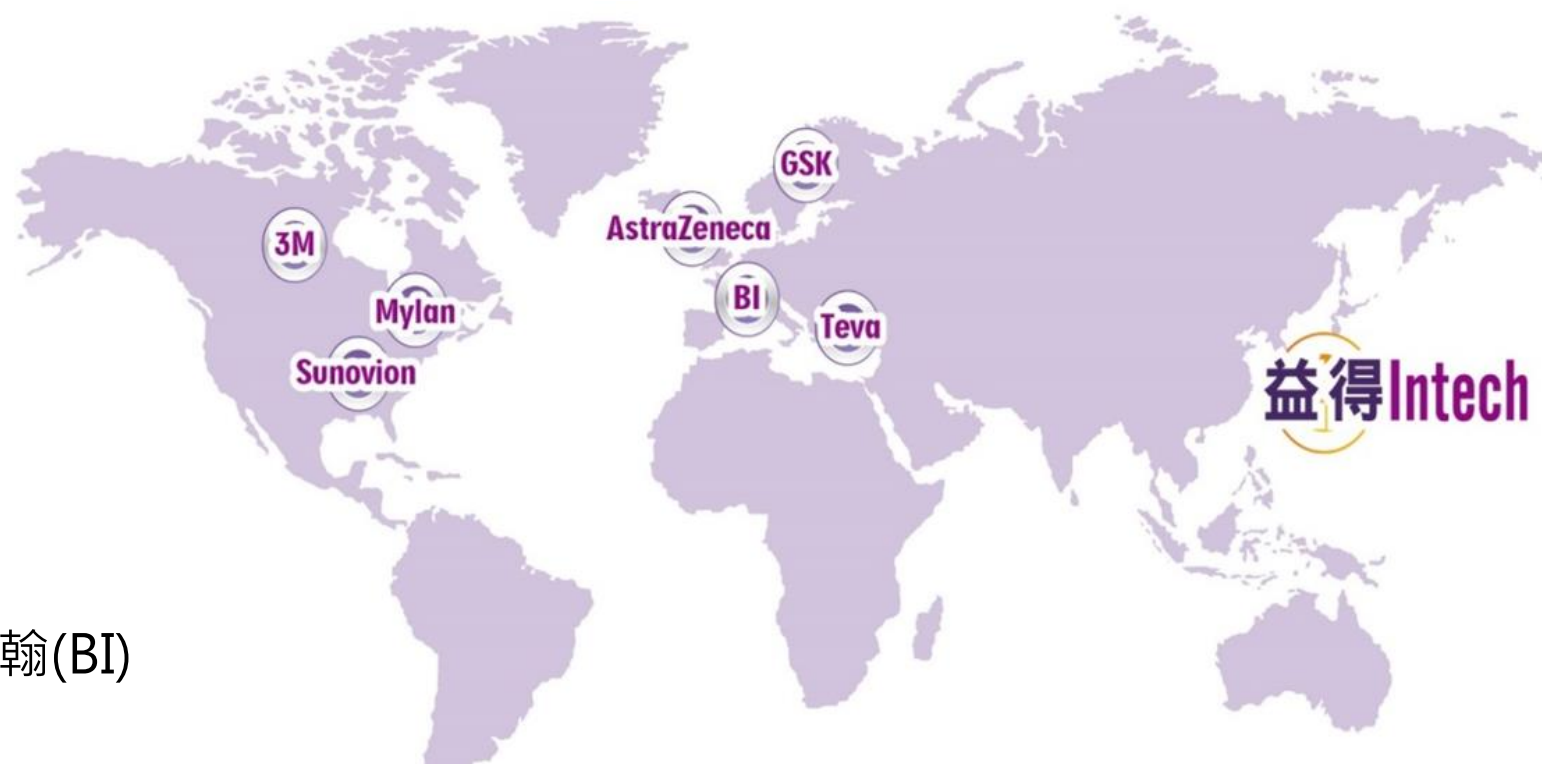 GSK
AstraZeneca
3M
BI
Mylan
Teva
Sunovion
益得Intech
翰(BI)